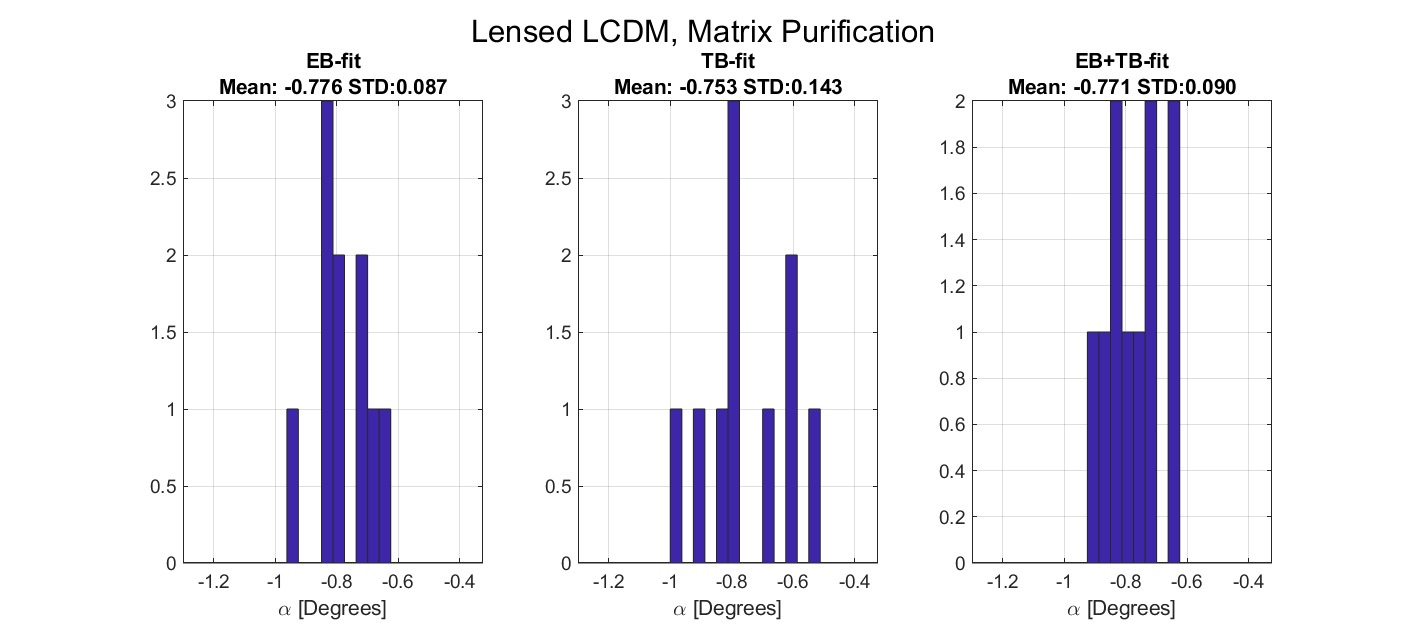 Lensed LCDM, Matrix Purification
EB-fit
Mean: -0.776 STD:0.087
3
2.5
2
1.5
1
0.5
0
-1.2 -1 -0.8 -0.6 -0.4
α [Degrees]
TB-fit
Mean: -0.753 STD:0.143
3
2.5
2
1.5
1
0.5
0
-1.2 -1 -0.8 -0.6 -0.4
α [Degrees]
EB+TB-fit
Mean: -0.771 STD:0.090
2
1.8
1.6
1.4
1.2
1
0.8
0.6
0.4
0.2
0
-1.2 -1 -0.8 -0.6 -0.4
α [Degrees]